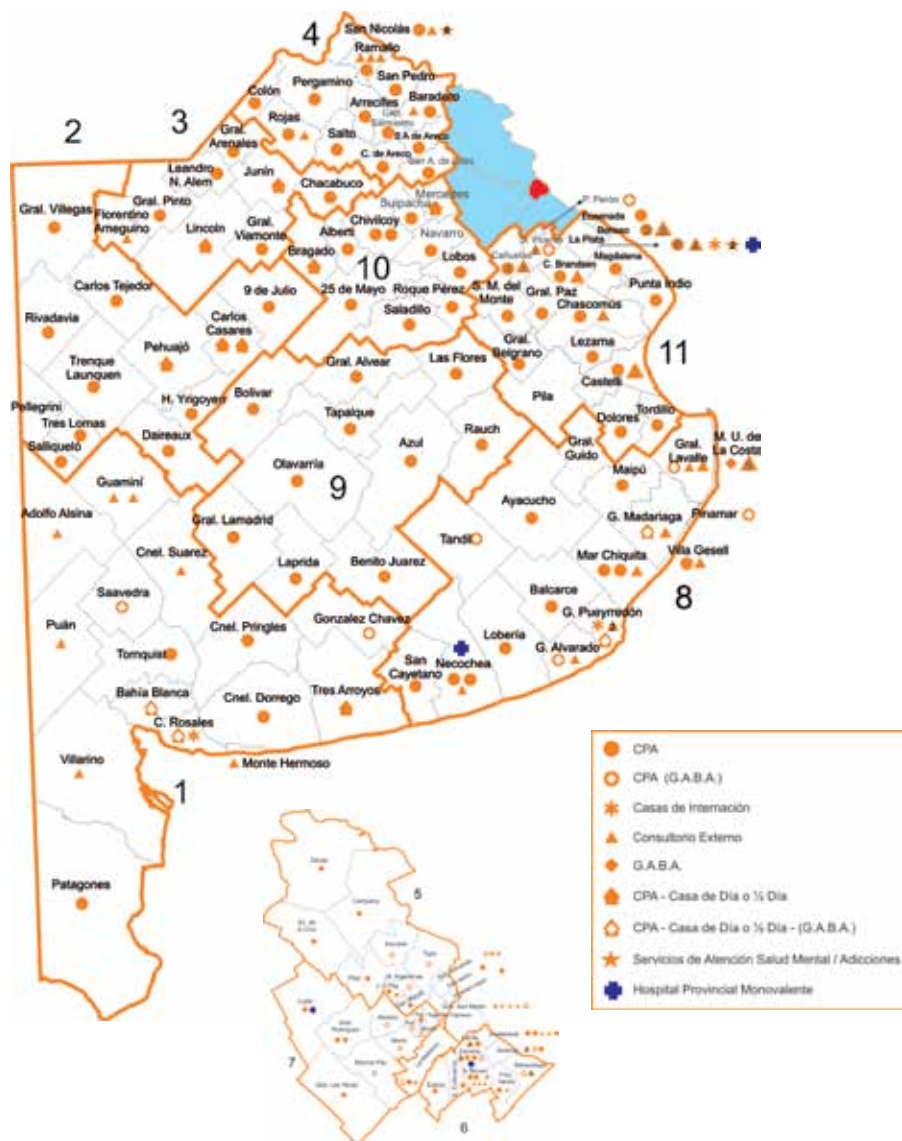 4
San Nicolás
Ramallo
San Pedro
Pergamino
Colón
Arrecifes
Baradero
Rojas
Salto
S.A. de Areco
C. de Areco
3
Gral.
Arenales
2
Leandro
N. Alem
Junín
Chacabuco
Mercedes
Suipacha
Gral. Villegas
Gral. Pinto
Florentino
Ameguino
Lincoln
Gral.
Viamonte
Chivilcoy
Alberti
Navarro
Bragado
10
Lobos
P. Perón
Ensenada
Berisso
La Plata
Cañuelas
C. Brandsen
Magdalena
Punta Indio
Carlos Tejedor
9 de Julio
25 de Mayo
Roque Pérez
Saladillo
S. M. del
Monte
Gral. Paz
Chascomús
Rivadavia
Carlos
Casares
Pehuajó
Trenque
Launquen
Gral.
Belgrano
Lezama
11
Las Flores
Gral. Alvear
Castelli
Pila
Pellegrini
H. Yrigoyen
Bolivar
Tapalque
Dolores
Tordillo
Tres Lomas
Salliqueló
Daireaux
Azul
Rauch
Gral.
Guido
Gral.
Lavalle
M. U. de
La Costa
Maipú
Guaminí
Olavarría
9
Ayacucho
Adolfo Alsina
Gral. Lamadrid
G. Madariaga
Pinamar
Tandil
Cnel. Suarez
Laprida
Benito Juarez
Mar Chiquita
Villa Gesell
Saavedra
Balcarce
8
Puán
Cnel. Pringles
Gonzalez Chavez
G. Pueyrredón
Lobería
G. Alvarado
Tornquist
San
Cayetano
Necochea
Bahía Blanca
Cnel. Dorrego
Tres Arroyos
C. Rosales
Villarino
Monte Hermoso
1
Patagones
CPA
CPA (G.A.B.A.)
Casas de Internación
Consultorio Externo
G.A.B.A.
CPA - Casa de Día o ½ Día
CPA - Casa de Día o ½ Día - (G.A.B.A.)
Servicios de Atención Salud Mental / Adicciones
Hospital Provincial Monovalente
5
7
6